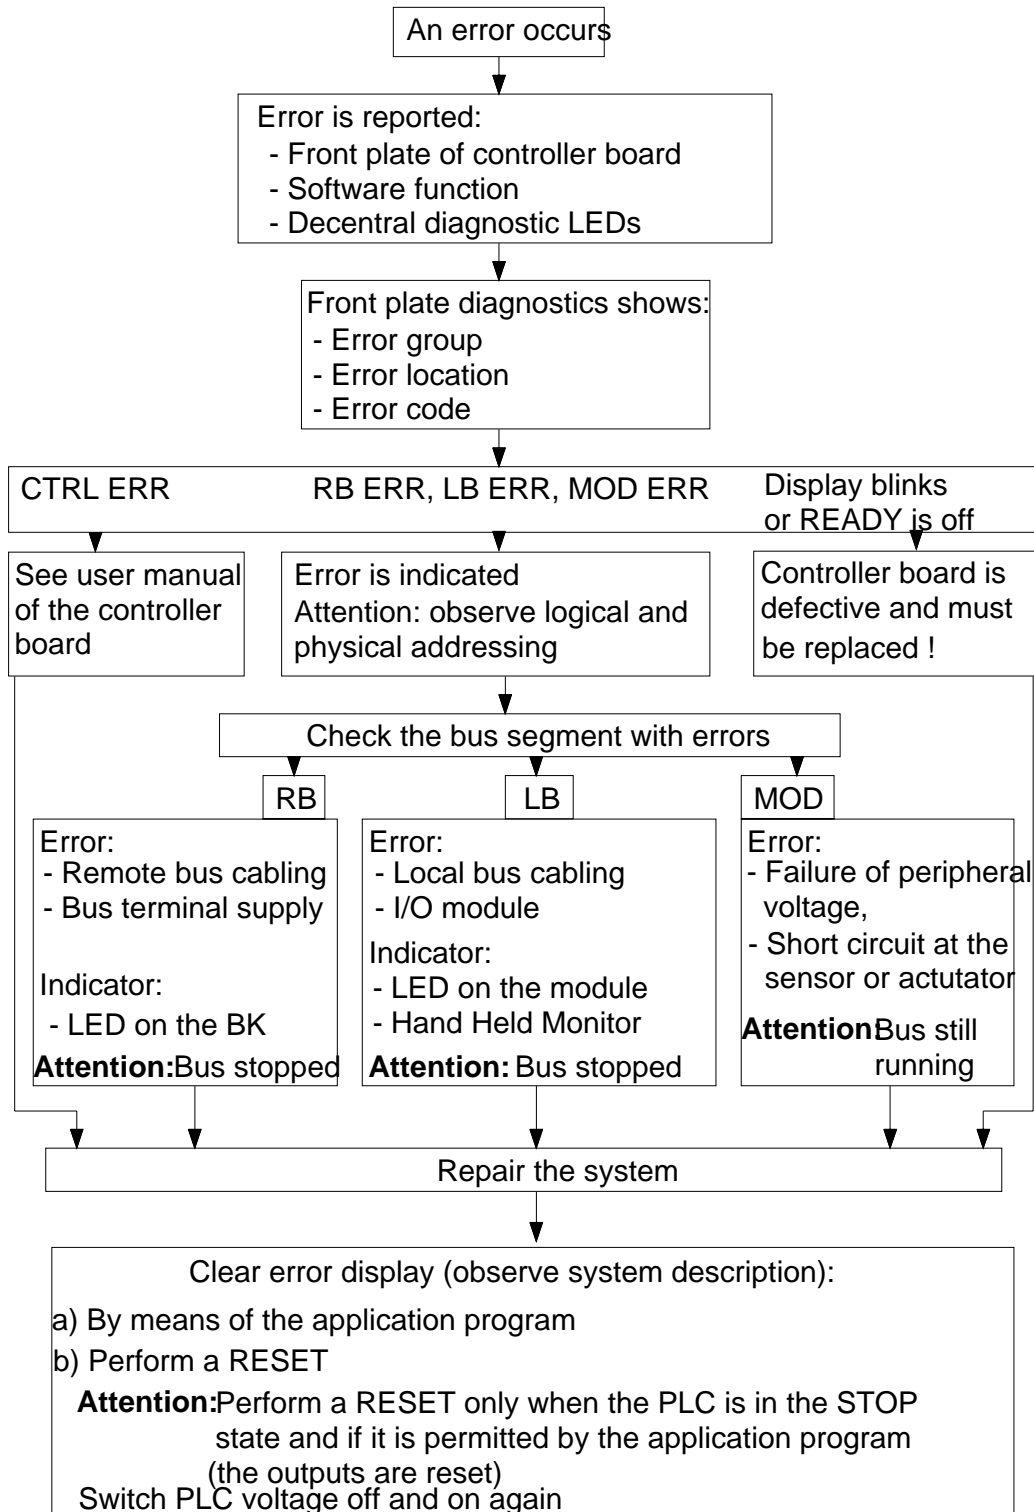 An error occurs
Error is reported:
- Front plate of controller board
- Software function
- Decentral diagnostic LEDs
Front plate diagnostics shows:
- Error group
- Error location
- Error code
CTRL ERR
RB ERR, LB ERR, MOD ERR
Display blinks
or READY is off
See user manual
of the controller
board
Error is indicated
Attention: observe logical and
physical addressing
Controller board is
defective and must
be replaced !
Check the bus segment with errors
RB
LB
MOD
Error:
- Remote bus cabling
- Bus terminal supply
Indicator:
- LED on the BK
Attention: Bus stopped
Error:
- Local bus cabling
- I/O module
Indicator:
- LED on the module
- Hand Held Monitor
Attention: Bus stopped
Error:
- Failure of peripheral
voltage,
- Short circuit at the
sensor or actutator
Attention: Bus still
running
Repair the system
Clear error display (observe system description):
a) By means of the application program
b) Perform a RESET
Attention: Perform a RESET only when the PLC is in the STOP
state and if it is permitted by the application program
(the outputs are reset)
Switch PLC voltage off and on again